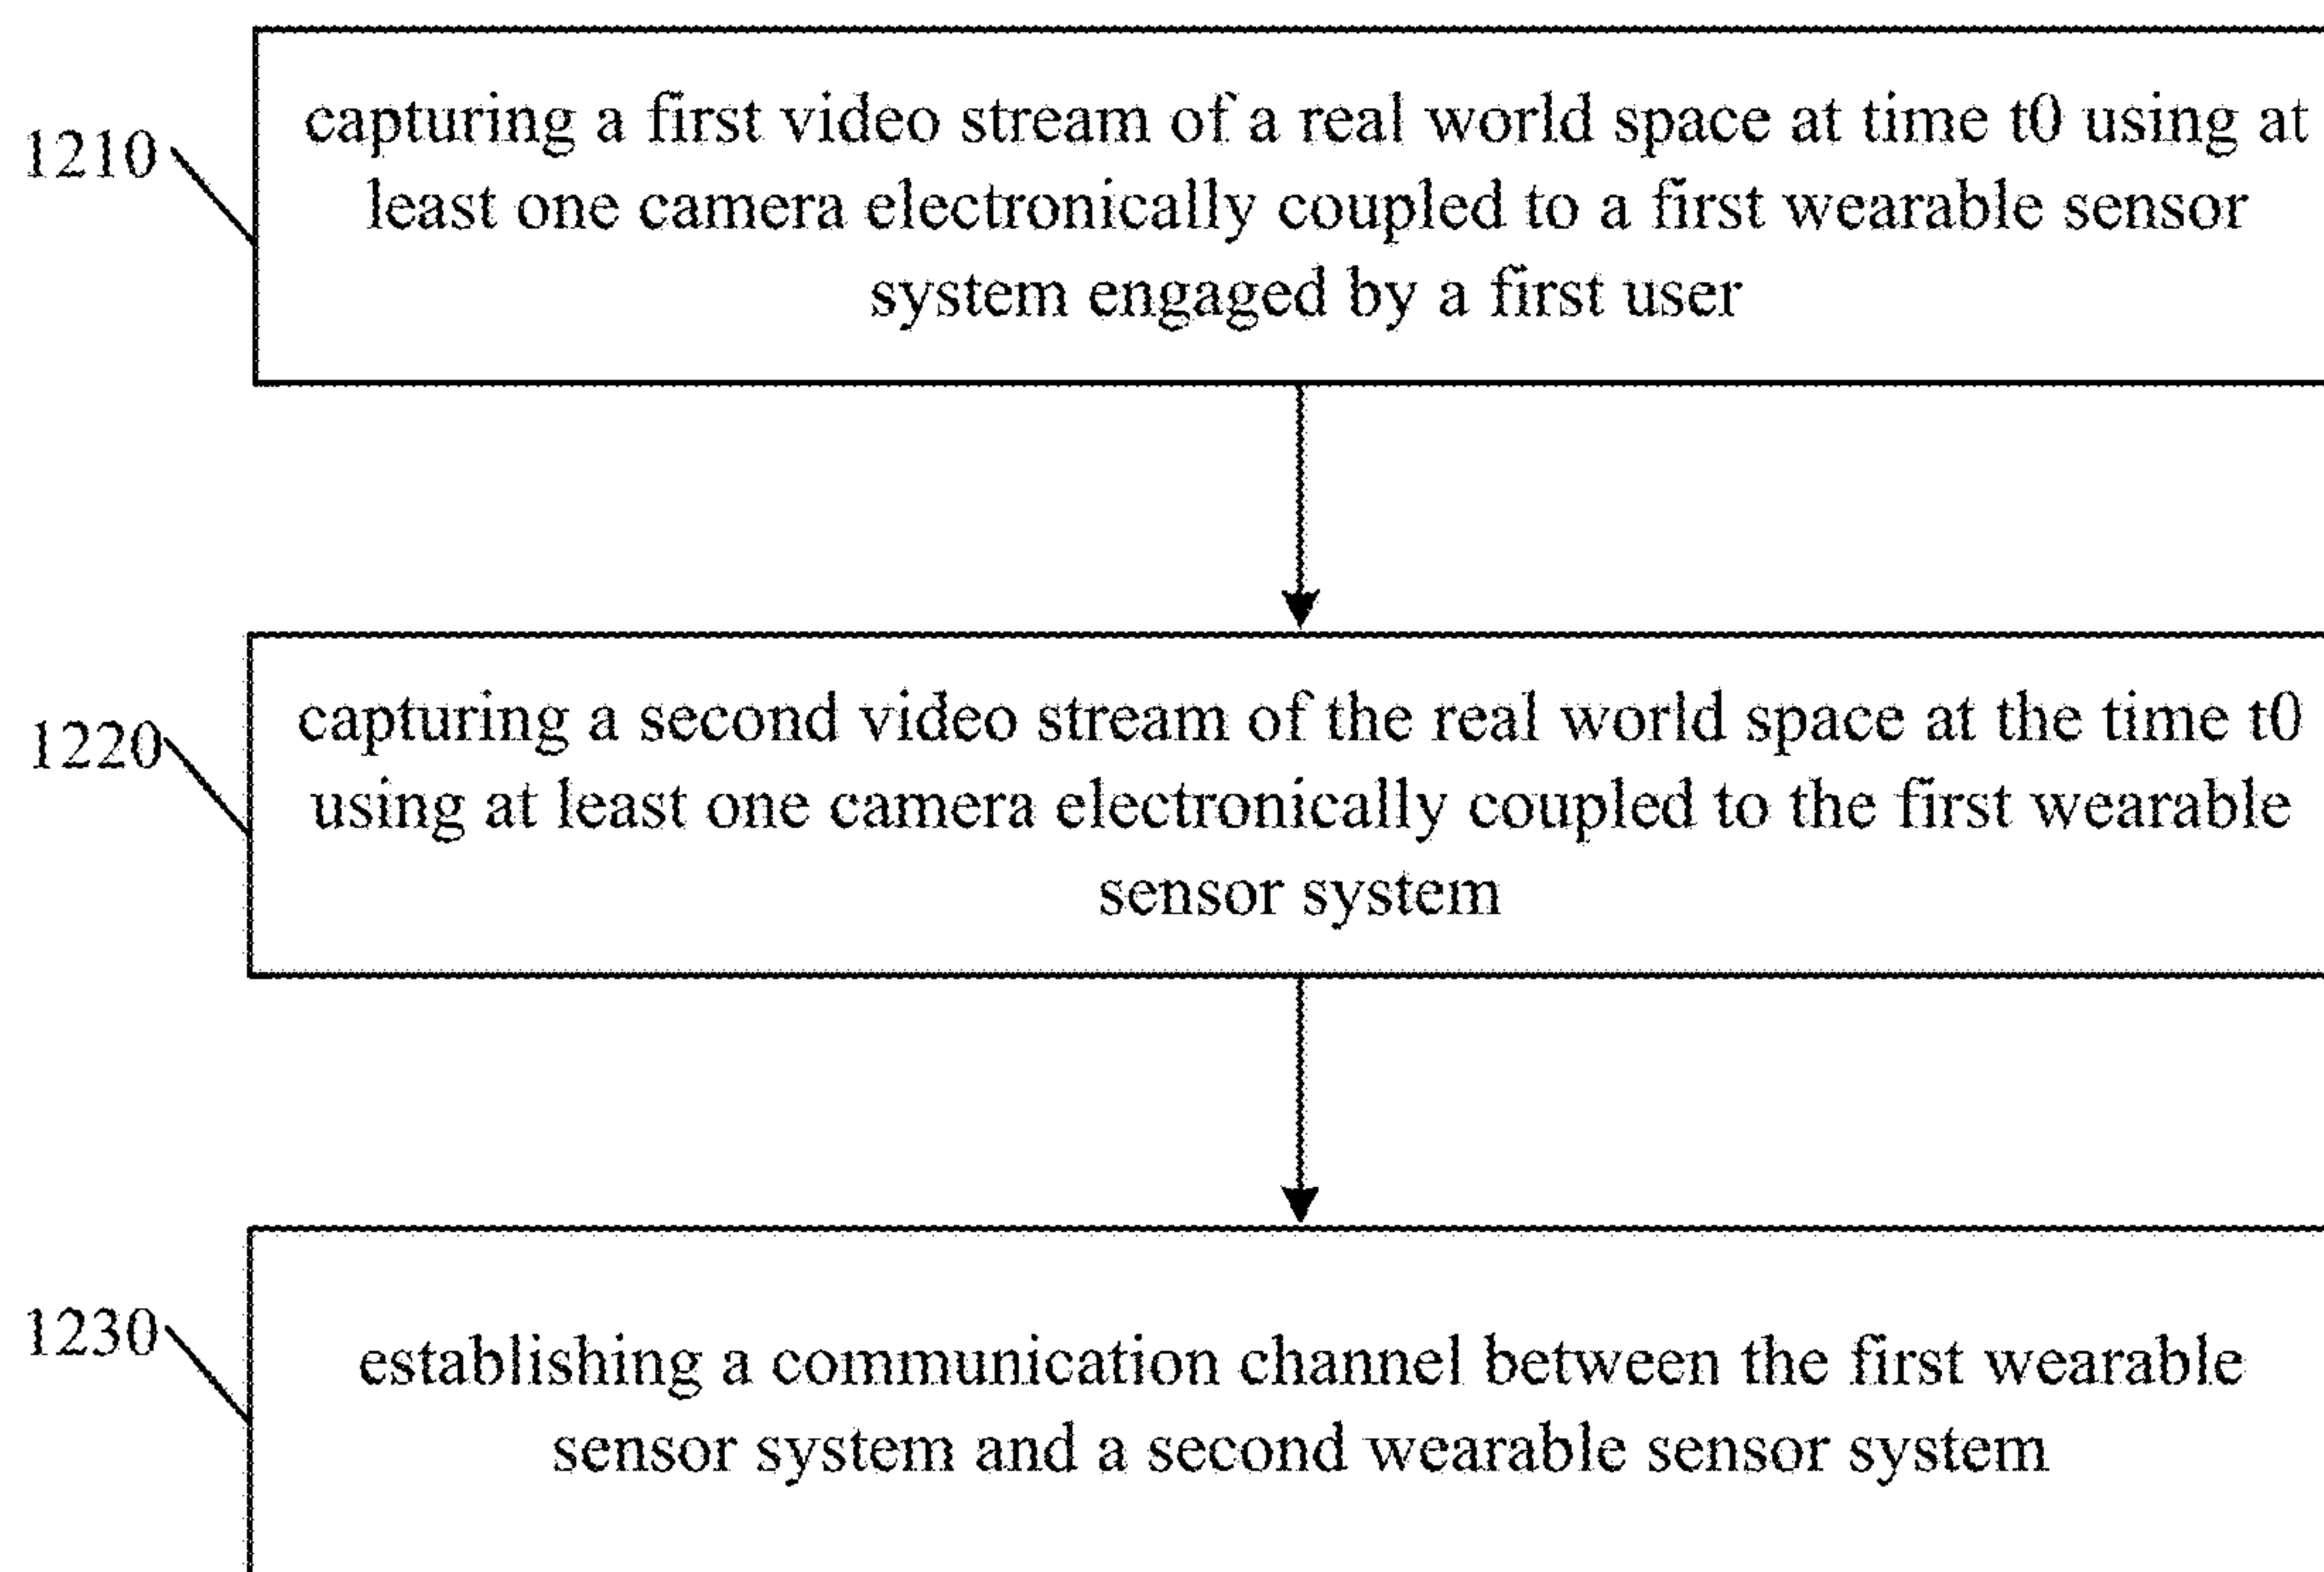 1210
capturing a first video stream of a real world space at time t0 using at
least one camera electronically coupled to a first wearable sensor
system engaged by a first user
1220
capturing a second video stream of the real world space at the time t0
using at least one camera electronically coupled to the first wearable
sensor system
1230
establishing a communication channel between the first wearable
sensor system and a second wearable sensor system